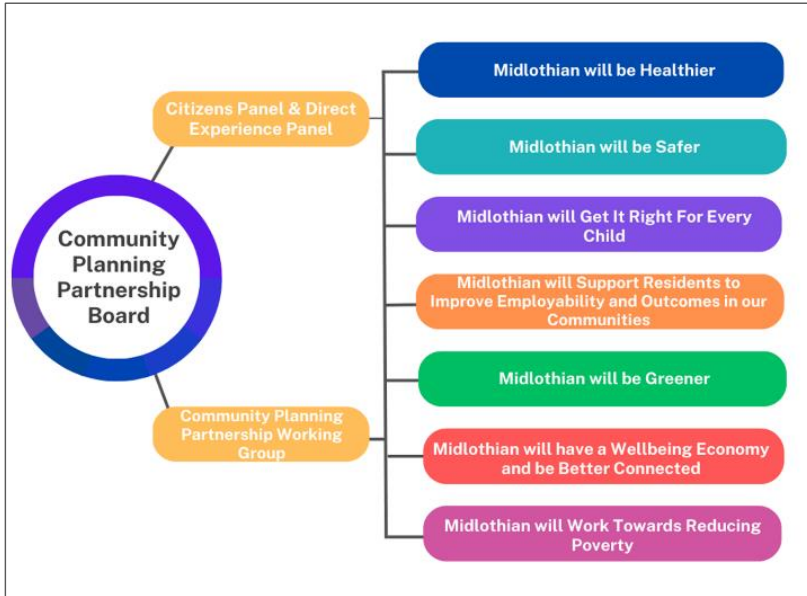 Community
Planning
Partnership
Board
Citizens Panel & Direct
Experience Panel
Community Planning
Partnership Working
Group
Midlothian will be Healthier
Midlothian will be Safer
Midlothian will Get It Right For Every
Child
Midlothian will Support Residents to
Improve Employability and Outcomes in our
Communities
Midlothian will be Greener
Midlothian will have a Wellbeing Economy
and be Better Connected
Midlothian will Work Towards Reducing
Poverty